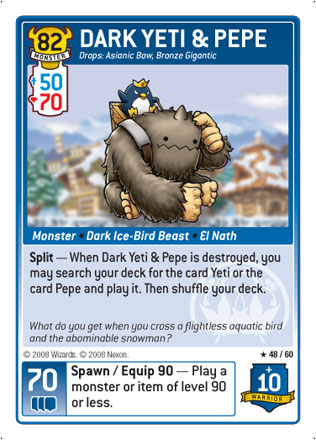 82
MONSTER
DARK YETI & PEPE
Drops: Asianic Bow, Bronze Gigantic
50
70
Monster • Dark Ice-Bird Beast • El Nath
Split — When Dark Yeti & Pepe is destroyed, you
may search your deck for the card Yeti or the
card Pepe and play it. Then shuffle your deck.
What do you get when you cross a flightless aquatic bird
and the abominable snowman?
© 2008 Wizards. © 2008 Nexon.
★ 48 / 60
70
Spawn / Equip 90 — Play a
monster or item of level 90
or less.
10
WARRIOR